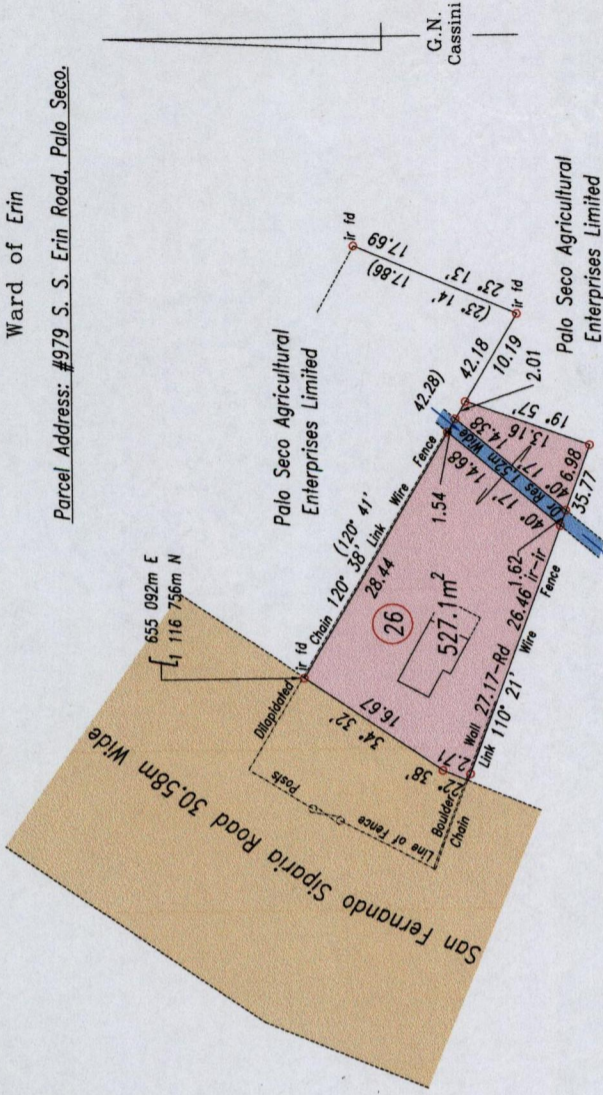 Ward of Erin
Parcel Address: #979 S. S. Erin Road, Palo Seco.
G.N.
Cassini
655 092m E
1 116 756m N
Palo Seco Agricultural
Enterprises Limited
ir fd
17.69
(17.86)
23° 13'
(23° 14'
ir fd
42.18
10.19
42.28)
2.01
Palo Seco Agricultural
Enterprises Limited
San Fernando Siparia Road 30.58m Wide
Dilapidated
ir fd
Chain
120° 38'
Link
Wire
Fence
(120° 41'
28.44
1.54
Posts
Line of Fence
34° 32'
16.67
26
527.1m²
40° 17' 14.68
Dr Res 1.52m Wide
40° 17' 14.38
13.16
19° 57'
6.98
35.77
1.62
22° 38'
2.71
Boulder
Wall
27.17-Rd
26.46 ir-ir
Chain
Link
110° 21'
Wire
Fence